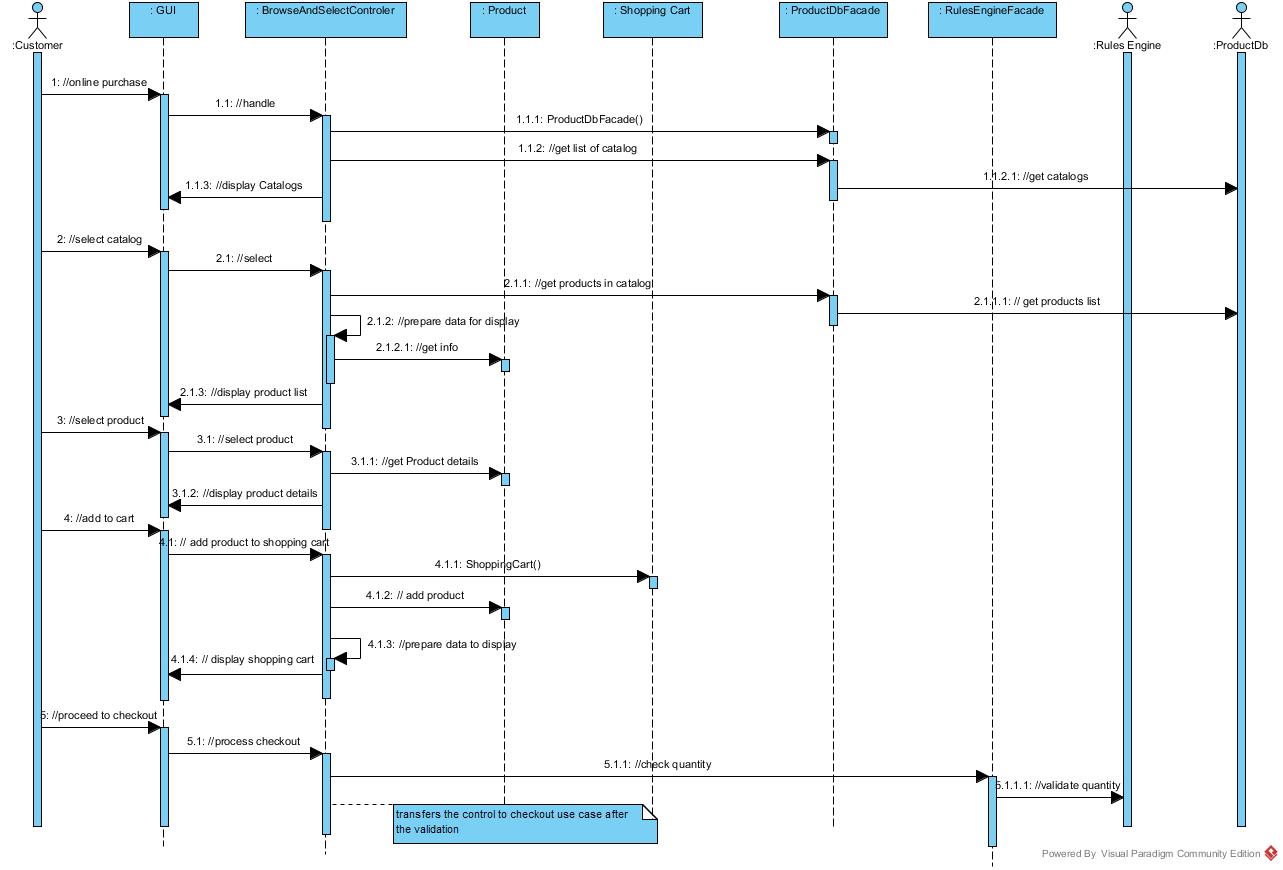 : GUI
: BrowseAndSelectControler
: Product
: Shopping Cart
: ProductDbFacade
: RulesEngineFacade
:Customer
:Rules Engine
:ProductDb
1: //online purchase
1.1: //handle
1.1.1: ProductDbFacade()
1.1.2: //get list of catalog
1.1.2.1: //get catalogs
1.1.3: //display Catalogs
2: //select catalog
2.1: //select
2.1.1: //get products in catalog
2.1.1.1: // get products list
2.1.2: //prepare data for display
2.1.2.1: //get info
2.1.3: //display product list
3: //select product
3.1: //select product
3.1.1: //get Product details
3.1.2: //display product details
4: //add to cart
4.1: // add product to shopping cart
4.1.1: ShoppingCart()
4.1.2: // add product
4.1.3: //prepare data to display
4.1.4: // display shopping cart
5: //proceed to checkout
5.1: //process checkout
5.1.1: //check quantity
5.1.1.1: //validate quantity
transfers the control to checkout use case after
the validation
Powered By Visual Paradigm Community Edition